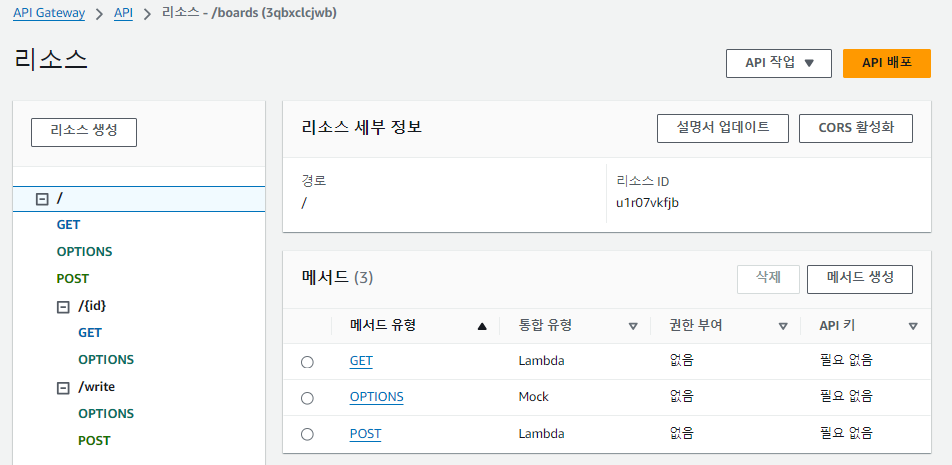 API Gateway > API > 리소스 - /boards (3qbxclcjwb)
리소스
API 작업 ▼
API 배포
리소스 생성
/
GET
OPTIONS
POST
/{id}
GET
OPTIONS
/write
OPTIONS
POST
리소스 세부 정보
설명서 업데이트
CORS 활성화
경로
/
리소스 ID
u1r07vkfjb
메서드 (3)
삭제
메서드 생성
메서드 유형 ▲ 통합 유형 ▼ 권한 부여 ▼ API 키 ▼
GET Lambda 없음 필요 없음
OPTIONS Mock 없음 필요 없음
POST Lambda 없음 필요 없음